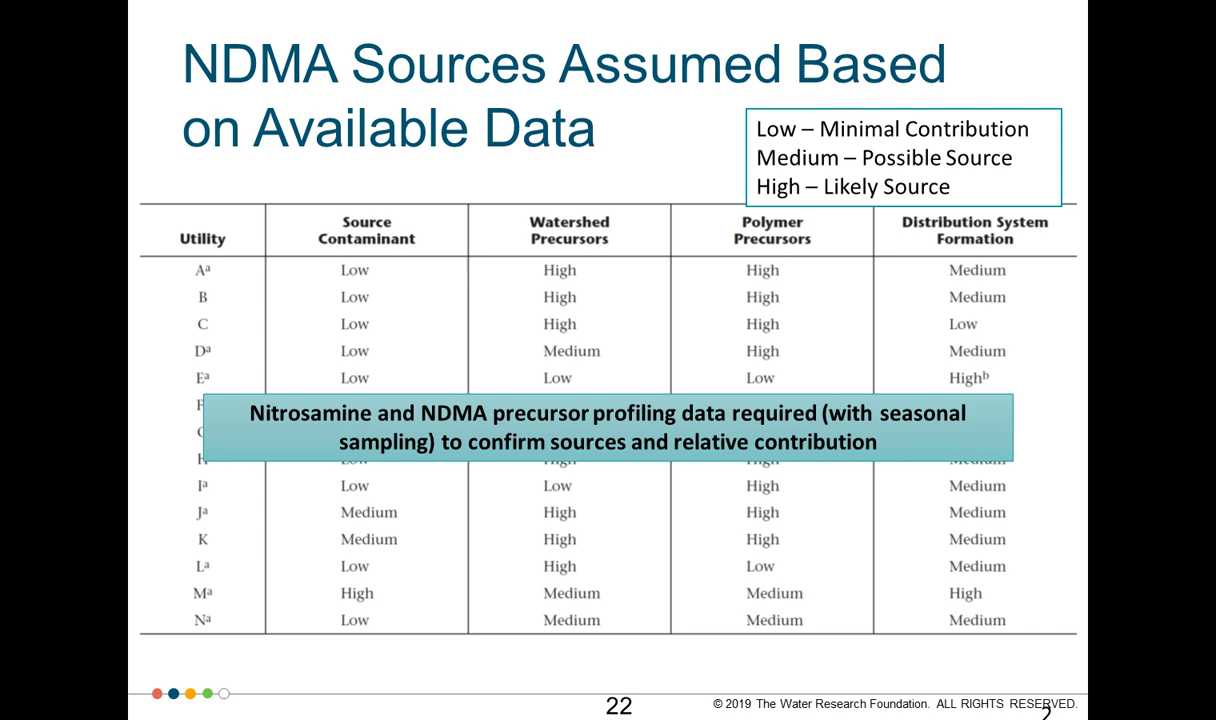 NDMA Sources Assumed Based
on Available Data
Low – Minimal Contribution
Medium – Possible Source
High – Likely Source
Utility Source Contaminant Watershed Precursors Polymer Precursors Distribution System Formation
Aᵃ Low High High Medium
B Low High High Medium
C Low High High Low
Dᵃ Low Medium High Medium
Eᵃ Low Low Low Highᵇ
Nitrosamine and NDMA precursor profiling data required (with seasonal
sampling) to confirm sources and relative contribution
Iᵃ Low Low High Medium
Jᵃ Medium High High Medium
K Medium High High Medium
Lᵃ Low High Low Medium
Mᵃ High Medium Medium High
Nᵃ Low Medium Medium Medium
22
© 2019 The Water Research Foundation. ALL RIGHTS RESERVED.